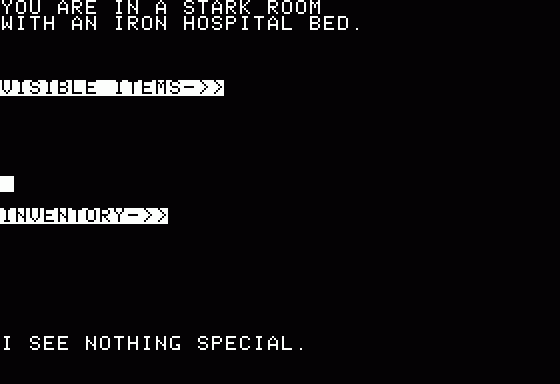 YOU ARE IN A STARK ROOM
WITH AN IRON HOSPITAL BED.
VISIBLE ITEMS->>
INVENTORY->>
I SEE NOTHING SPECIAL.